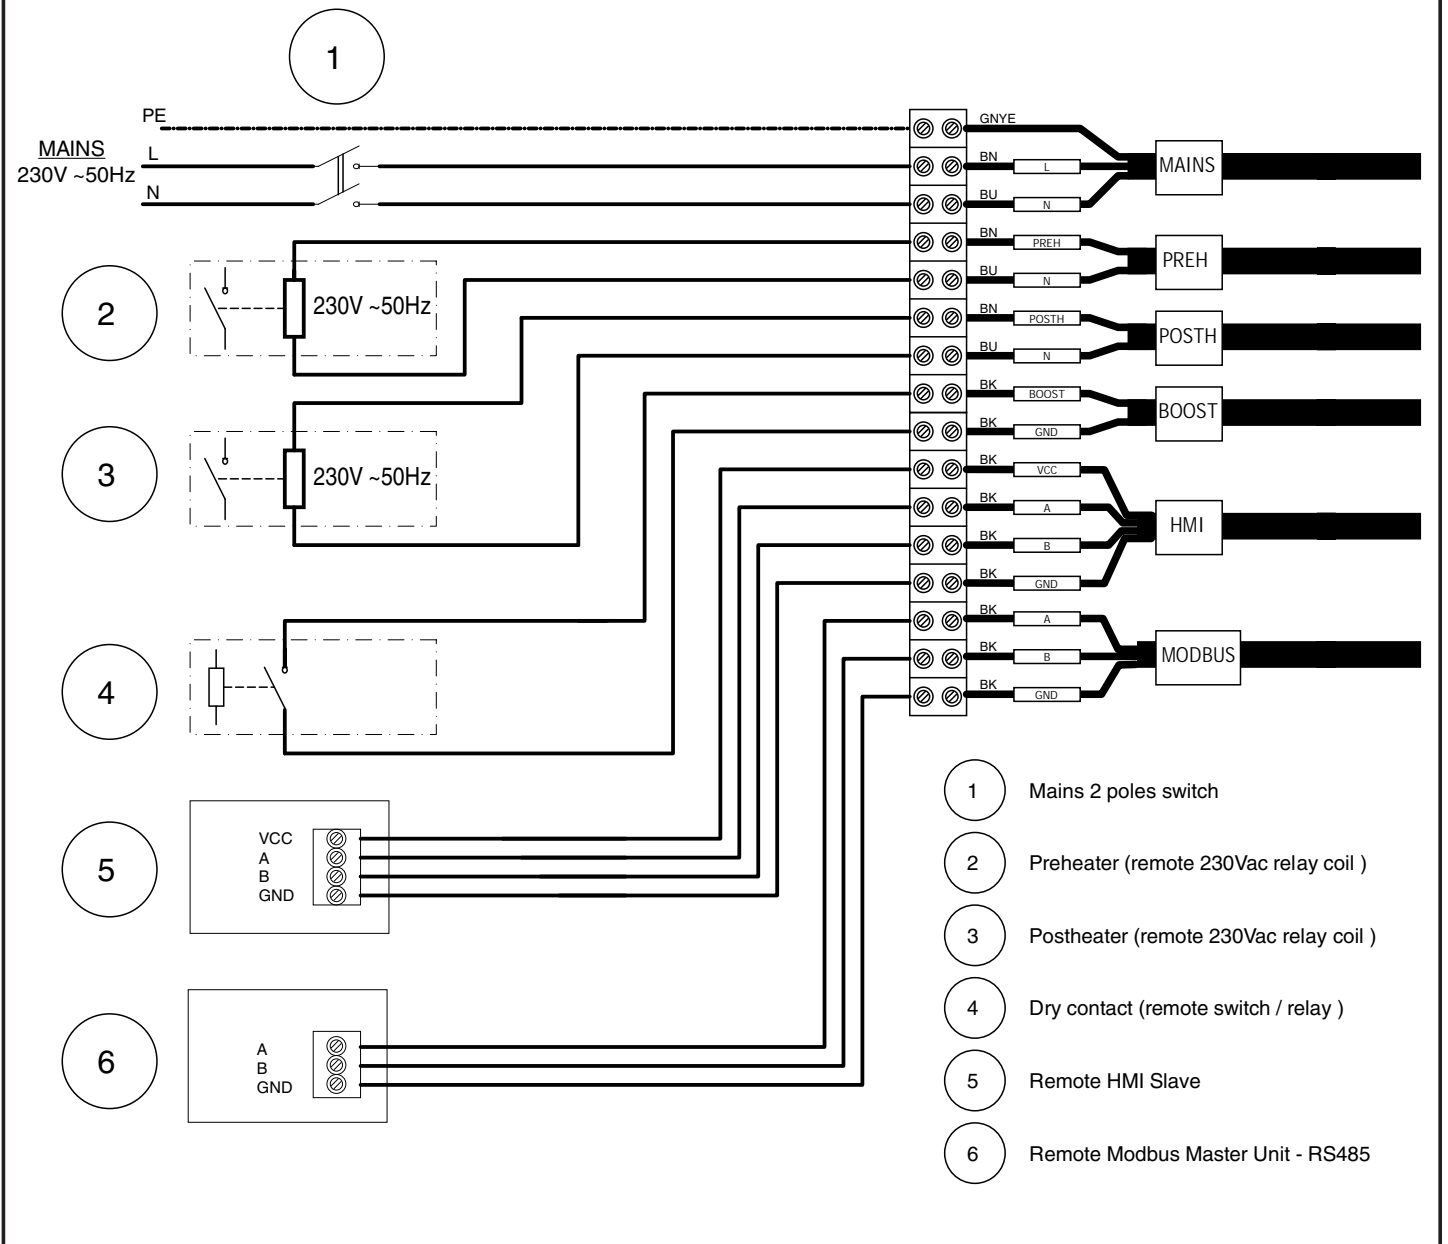 1
PE
MAINS
230V ~50Hz
L
N
GNYE
BN
L
BU
N
MAINS
BN
PREH
BU
N
PREH
2
230V ~50Hz
BN
POSTH
BU
N
POSTH
BK
BOOST
BK
GND
BOOST
3
230V ~50Hz
BK
VCC
BK
A
BK
B
BK
GND
HMI
BK
A
BK
B
BK
GND
MODBUS
4
5
VCC
A
B
GND
6
A
B
GND
1 Mains 2 poles switch
2 Preheater (remote 230Vac relay coil )
3 Postheater (remote 230Vac relay coil )
4 Dry contact (remote switch / relay )
5 Remote HMI Slave
6 Remote Modbus Master Unit - RS485